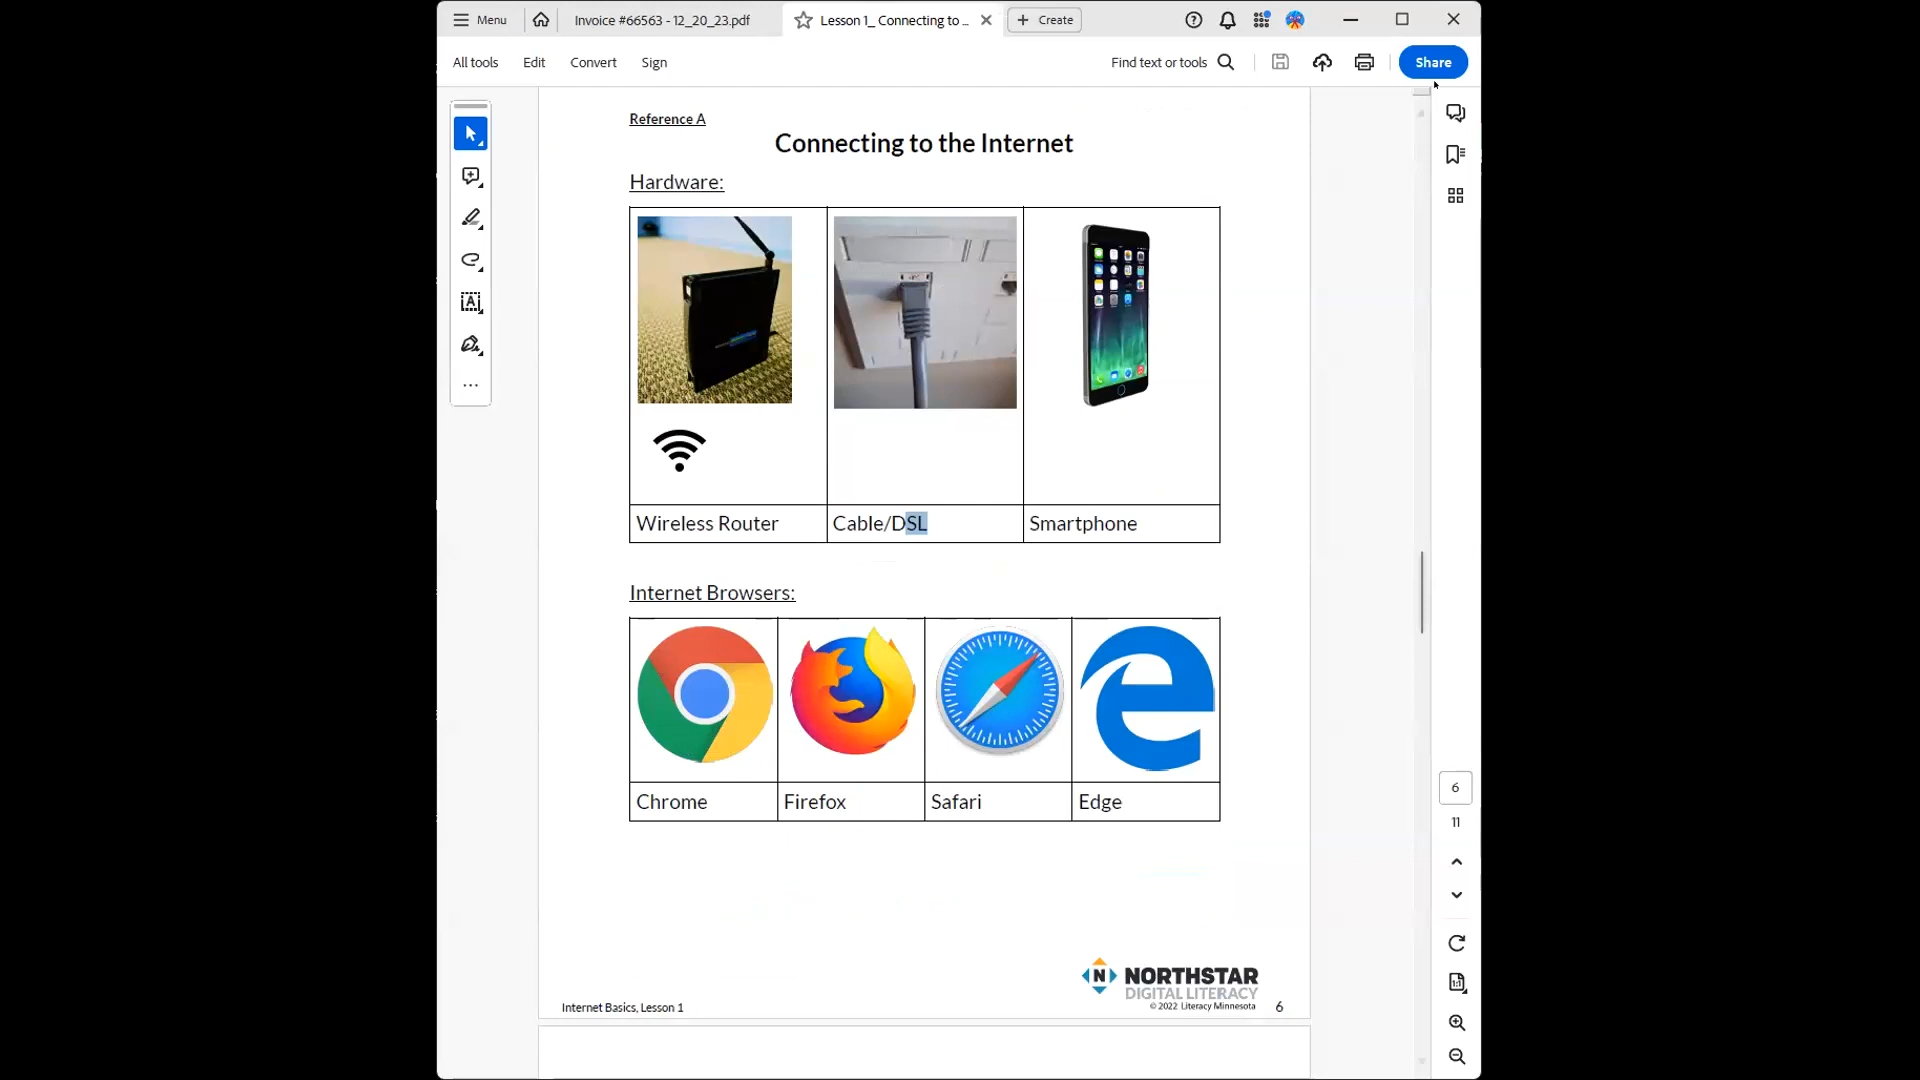 Menu
Invoice #66563 - 12_20_23.pdf
Lesson 1_ Connecting to ...
Create
All tools
Edit
Convert
Sign
Find text or tools
Share
Reference A
Connecting to the Internet
Hardware:
Wireless Router
Cable/DSL
Smartphone
Internet Browsers:
Chrome
Firefox
Safari
Edge
6
11
N NORTHSTAR
DIGITAL LITERACY
© 2022 Literacy Minnesota
Internet Basics, Lesson 1
6